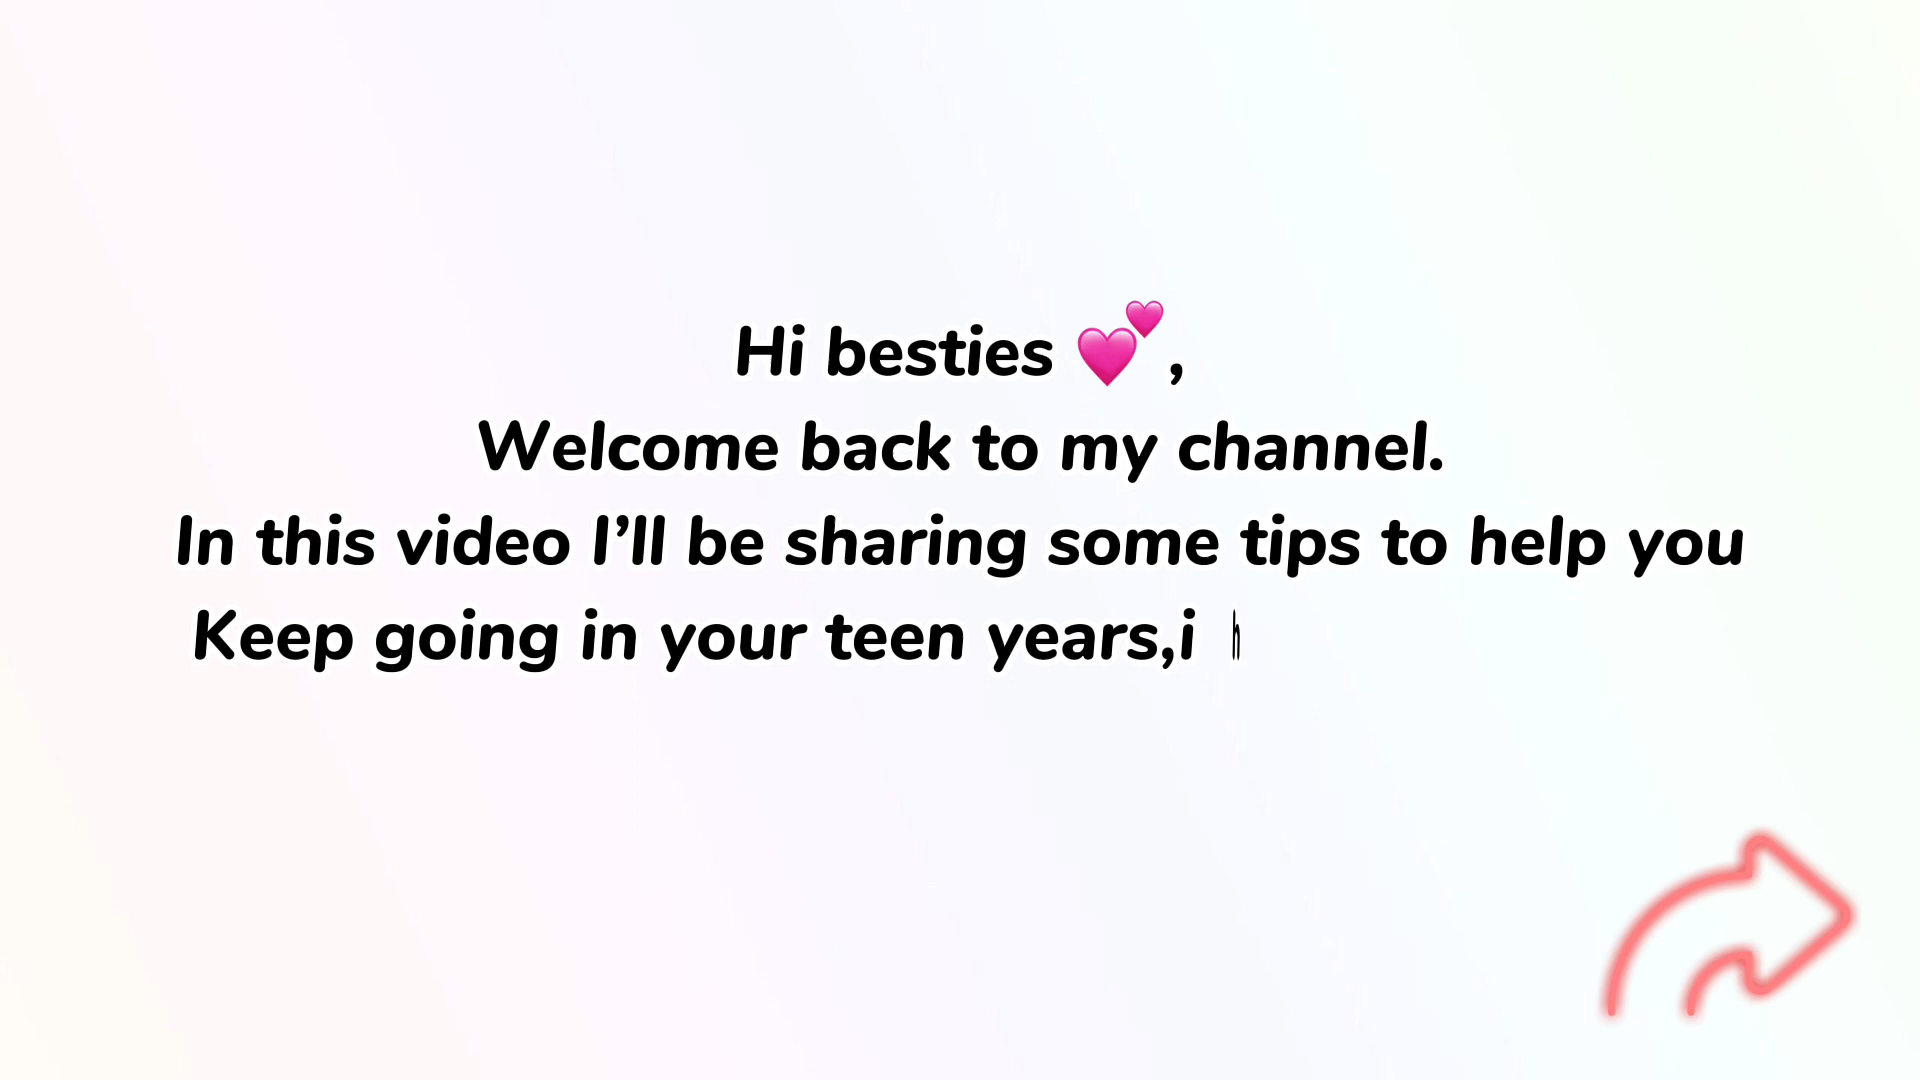 Hi besties 💕,
Welcome back to my channel.
In this video I’ll be sharing some tips to help you
Keep going in your teen years,i h